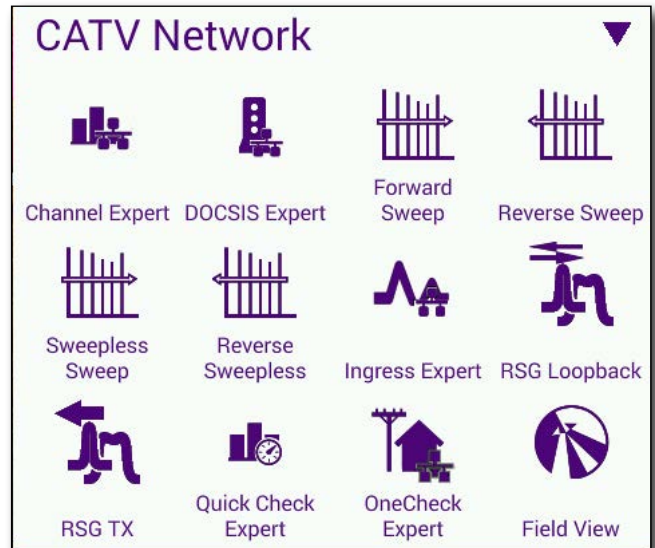 CATV Network
Channel Expert
DOCSIS Expert
Forward
Sweep
Reverse Sweep
Sweepless
Sweep
Reverse
Sweepless
Ingress Expert
RSG Loopback
RSG TX
Quick Check
Expert
OneCheck
Expert
Field View